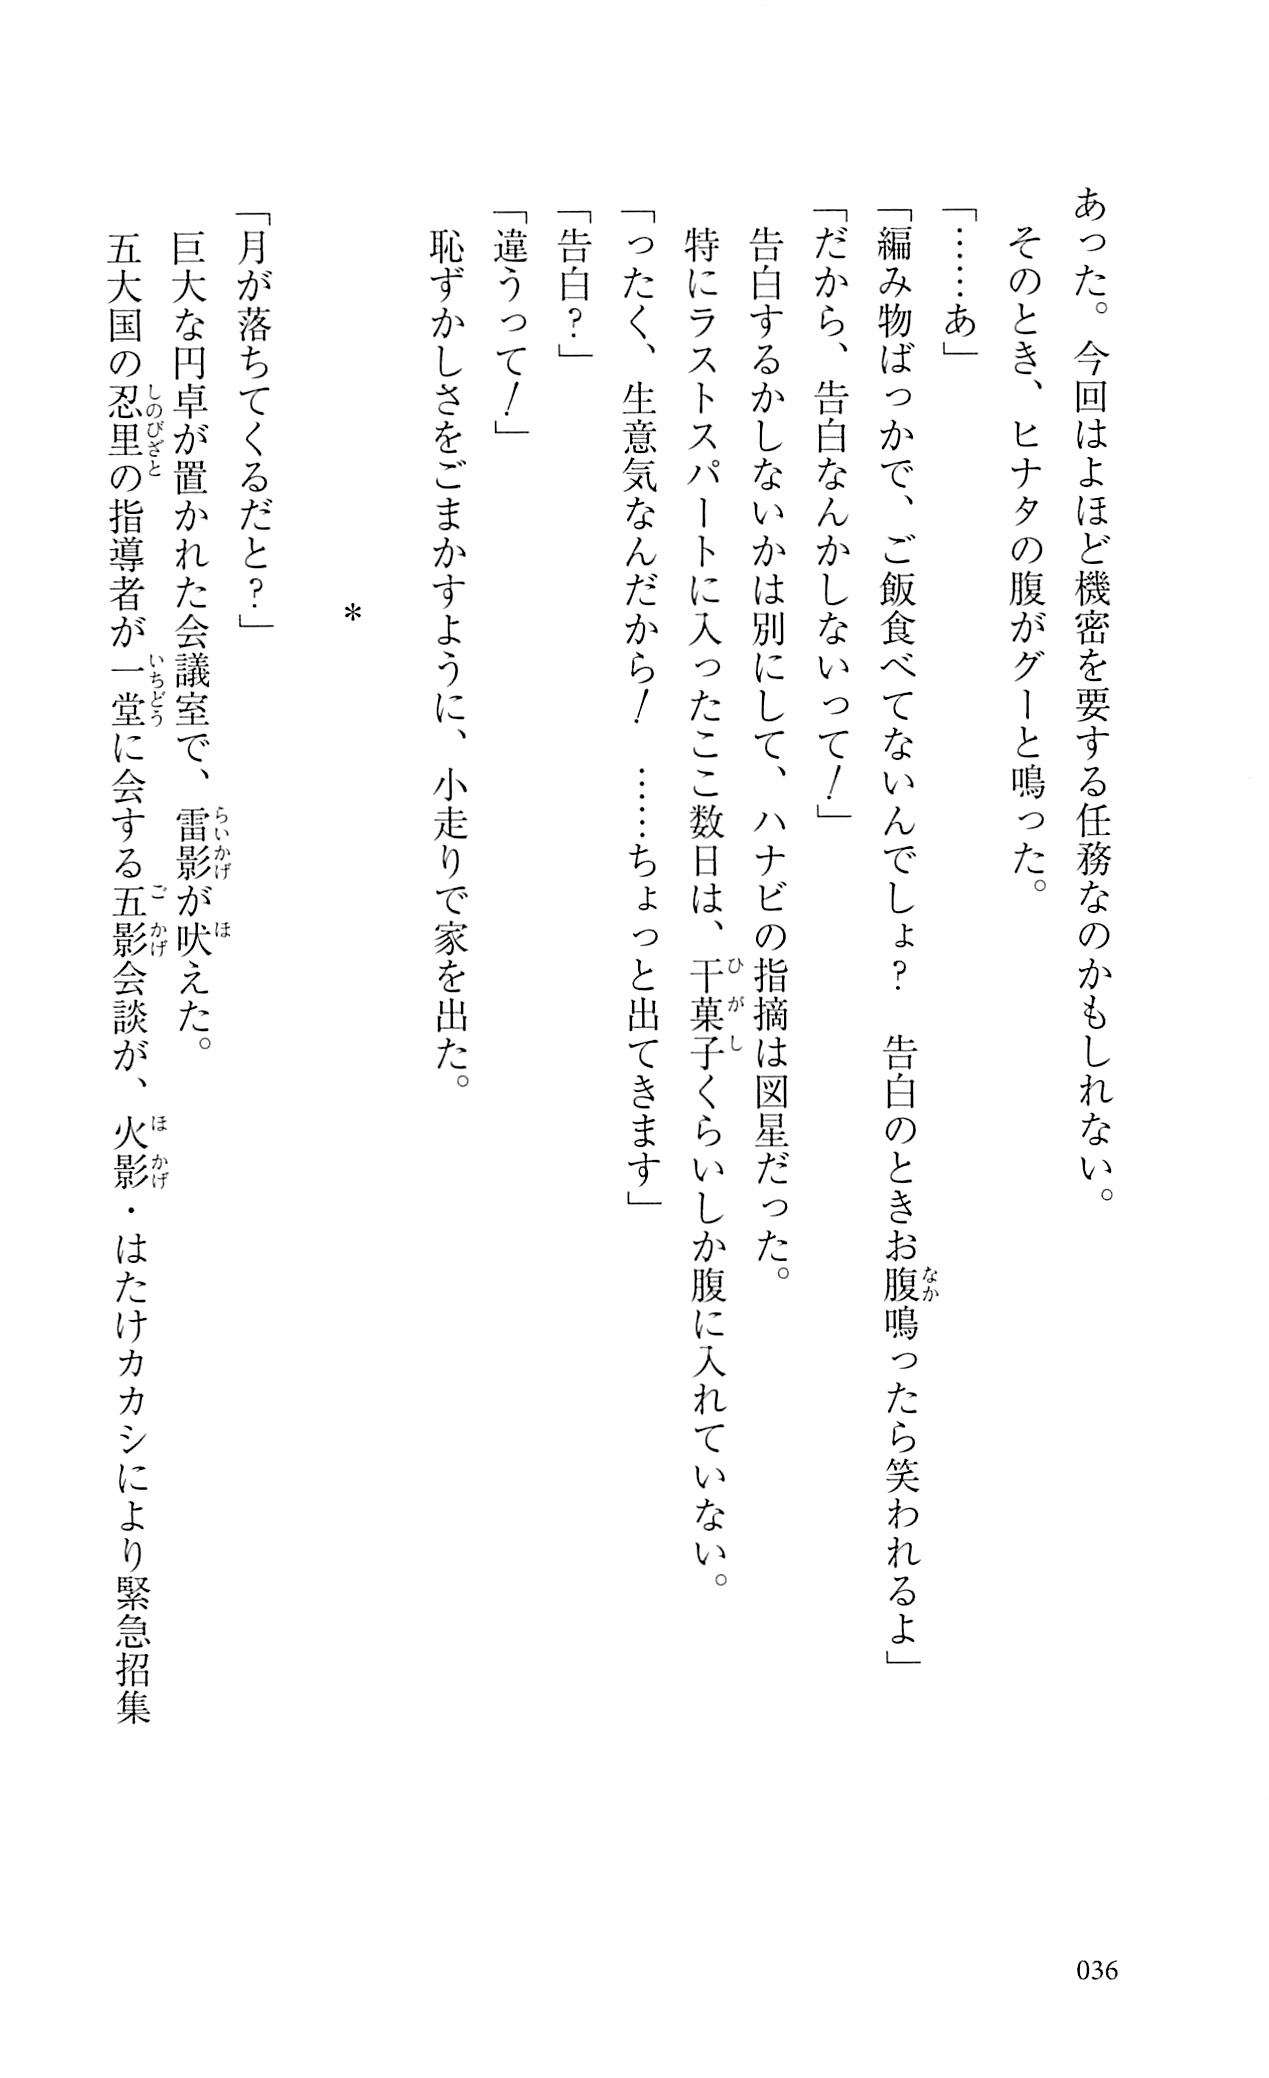 あった。今回はよほど機密を要する任務なのかもしれない。
そのとき、ヒナタの腹がグーと鳴った。
「……あ」
「編み物ばっかで、ご飯食べてないんでしょ?　告白のときお腹鳴ったら笑われるよ」
「だから、告白なんかしないって!」
告白するかしないかは別にして、ハナビの指摘は図星だった。
特にラストスパートに入ったここ数日は、干菓子くらいしか腹に入れていない。
「ったく、生意気なんだから!　……ちょっと出てきます」
「告白?」
「違うって!」
恥ずかしさをごまかすように、小走りで家を出た。
*
「月が落ちてくるだと?」
巨大な円卓が置かれた会議室で、雷影が吠えた。
五大国の忍里の指導者が一堂に会する五影会談が、火影・はたけカカシにより緊急招集
036